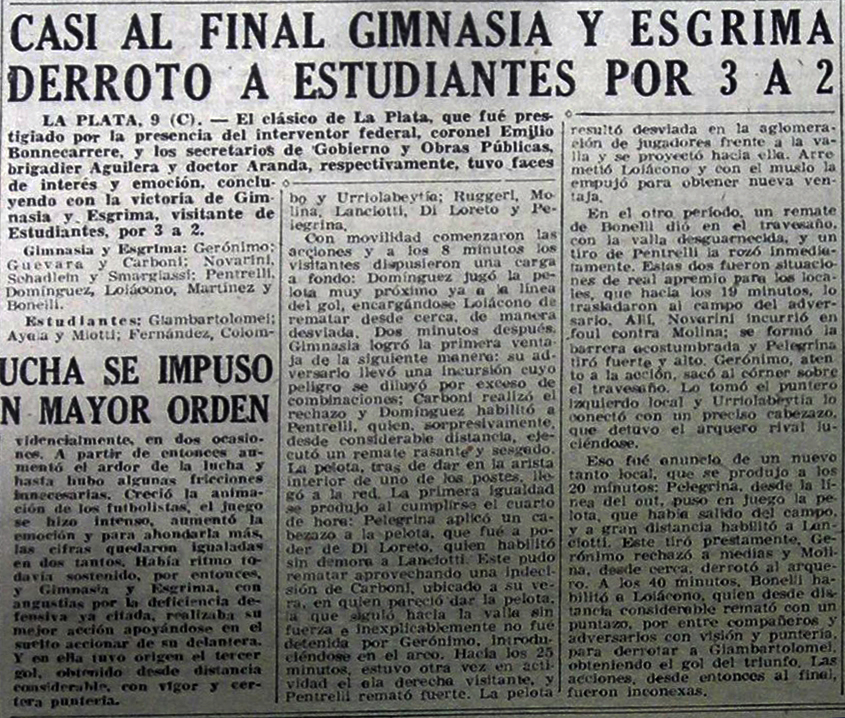 CASI AL FINAL GIMNASIA Y ESGRIMA
DERROTO A ESTUDIANTES POR 3 A 2
LA PLATA, 9 (C). — El clásico de La Plata, que fué pres-
tigiado por la presencia del interventor federal, coronel Emilio
Bonnecarrere, y los secretarios de Gobierno y Obras Públicas,
brigadier Aguilera y doctor Aranda, respectivamente, tuvo faces
de interés y emoción, conclu-
yendo con la victoria de Gim-
nasia y Esgrima, visitante de
Estudiantes, por 3 a 2.
Gimnasia y Esgrima: Gerónimo;
Guevara y Carboni; Novarini,
Schadlein y Smargiassi; Pentrelli,
Domínguez, Loiácono, Martínez y
Bonelli.
Estudiantes: Giambartolomei;
Ayala y Miotti; Fernández, Colom-
bo y Urriolabeytía; Ruggeri, Mo-
lina, Lanciotti, Di Loreto y Pe-
legrina.
Con movilidad comenzaron las
acciones y a los 8 minutos los
visitantes dispusieron una carga
a fondo: Domínguez jugó la pe-
lota muy próximo ya a la línea
del gol, encargándose Loiácono de
rematar desde cerca, de manera
desviada. Dos minutos después,
Gimnasia logró la primera venta-
ja de la siguiente manera: su ad-
versario llevó una incursión cuyo
peligro se diluyó por exceso de
combinaciones; Carboni realizó el
rechazo y Domínguez habilitó a
Pentrelli, quien, sorpresivamente,
desde considerable distancia, eje-
cutó un remate rasante y sesgado.
La pelota, tras de dar en la arista
interior de uno de los postes, lle-
gó a la red. La primera igualdad
se produjo al cumplirse el cuarto
de hora: Pelegrina aplicó un ca-
bezazo a la pelota, que fué a po-
der de Di Loreto, quien habilitó
sin demora a Lanciotti. Este pudo
rematar aprovechando una indeci-
sión de Carboni, ubicado a su ve-
ra, en quien pareció dar la pelota,
la que siguió hacia la valla sin
fuerza e inexplicablemente no fué
detenida por Gerónimo, introdu-
ciéndose en el arco. Hacia los 25
minutos, estuvo otra vez en acti-
vidad el ala derecha visitante, y
Pentrelli remató fuerte. La pelota
resultó desviada en la aglomera-
ción de jugadores frente a la va-
lla y se proyectó hacia ella. Arre-
metió Loiácono y con el muslo la
empujó para obtener nueva ven-
taja.
En el otro período, un remate
de Bonelli dió en el travesaño,
con la valla desguarnecida, y un
tiro de Pentrelli la rozó inmedia-
tamente. Estas dos fueron situacio-
nes de real apremio para los loca-
les, que hacia los 19 minutos, lo
trasladaron al campo del adver-
sario. Allí, Novarini incurrió en
foul contra Molina; se formó la
barrera acostumbrada y Pelegrina
tiró fuerte y alto. Gerónimo, aten-
to a la acción, sacó al córner sobre
el travesaño. Lo tomó el puntero
izquierdo local y Urriolabeytía lo
conectó con un preciso cabezazo,
que detuvo el arquero rival lu-
ciéndose.
Eso fué anuncio de un nuevo
tanto local, que se produjo a los
20 minutos: Pelegrina, desde la lí-
nea del out, puso en juego la pe-
lota, que había salido del campo,
y a gran distancia habilitó a Lan-
ciotti. Este tiró prestamente, Ge-
rónimo rechazó a medias y Moli-
na, desde cerca, derrotó al arque-
ro. A los 40 minutos, Bonelli ha-
bilitó a Loiácono, quien desde dis-
tancia considerable remató con un
puntazo, por entre compañeros y
adversarios con visión y puntería,
para derrotar a Giambartolomei,
obteniendo el gol del triunfo. Las
acciones, desde entonces al final,
fueron inconexas.
UCHA SE IMPUSO
N MAYOR ORDEN
videncialmente, en dos ocasio-
nes. A partir de entonces au-
mentó el ardor de la lucha y
hasta hubo algunas fricciones
innecesarias. Creció la anima-
ción de los futbolistas, el juego
se hizo intenso, aumentó la
emoción y para ahondarla más,
las cifras quedaron igualadas
en dos tantos. Había ritmo to-
davía sostenido, por entonces,
y Gimnasia y Esgrima, con
angustias por la deficiencia de-
fensiva ya citada, realizaba su
mejor acción apoyándose en el
suelto accionar de su delantera.
Y en ella tuvo origen el tercer
gol, obtenido desde distancia
considerable, con vigor y cer-
tera puntería.